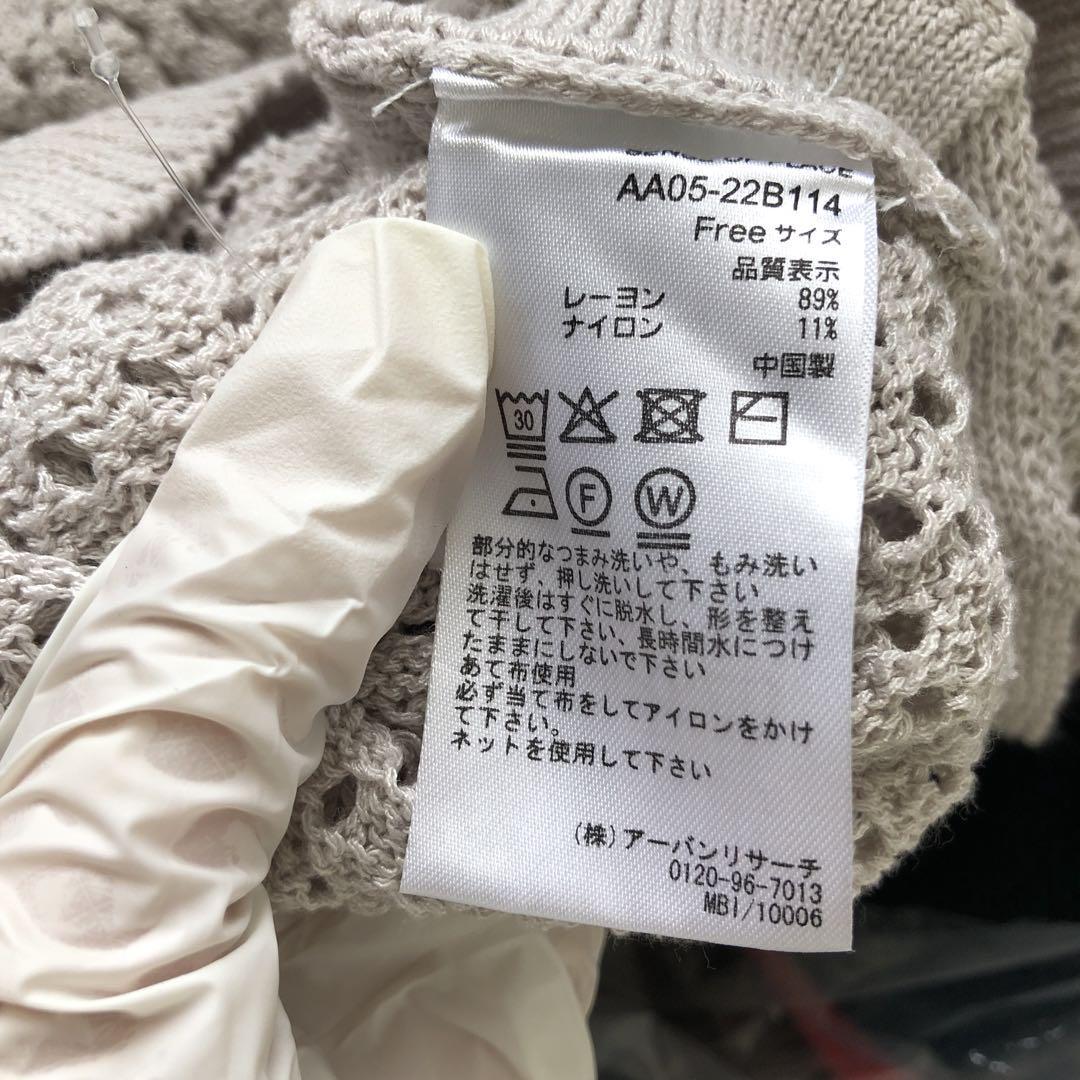 AA05-22B114
Free サイズ
品質表示
レーヨン 89%
ナイロン 11%
中国製
30
F W
部分的なつまみ洗いや、もみ洗い
はせず、押し洗いして下さい
洗濯後はすぐに脱水し、形を整え
て干して下さい、長時間水につけ
たままにしないで下さい
あて布使用
必ず当て布をしてアイロンをかけ
て下さい。
ネットを使用して下さい
(株)アーバンリサーチ
0120-96-7013
MBI/10006